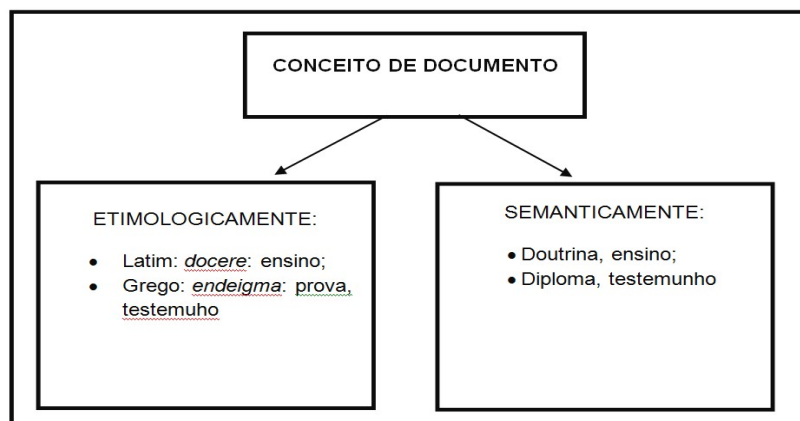 CONCEITO DE DOCUMENTO
ETIMOLOGICAMENTE:
• Latim: docere: ensino;
• Grego: endeigma: prova,
testemuho
SEMANTICAMENTE:
• Doutrina, ensino;
• Diploma, testemunho